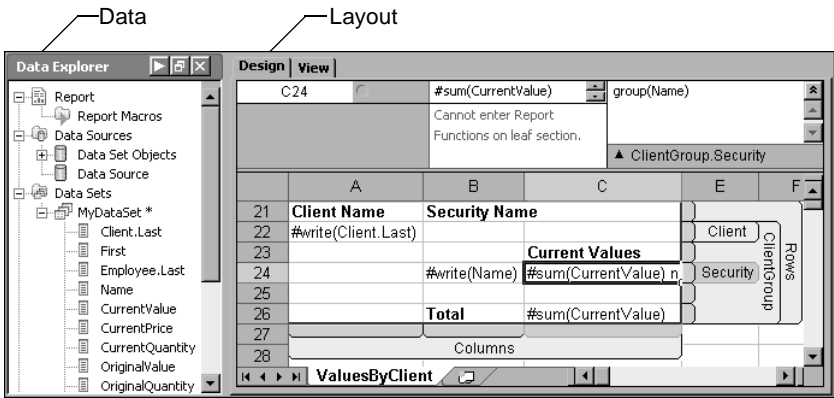 Data
Layout
Data Explorer
Report
Report Macros
Data Sources
Data Set Objects
Data Source
Data Sets
MyDataSet *
Client.Last
First
Employee.Last
Name
CurrentValue
CurrentPrice
CurrentQuantity
OriginalValue
OriginalQuantity
Design View
C24 #sum(CurrentValue) group(Name)
Cannot enter Report
Functions on leaf section.
▲ ClientGroup.Security
A B C E F
21 Client Name Security Name
22 #write(Client.Last) Client
23 Current Values
24 #write(Name) #sum(CurrentValue) n Security
25
26 Total #sum(CurrentValue)
27
28 Columns
ClientGroup
Rows
ValuesByClient